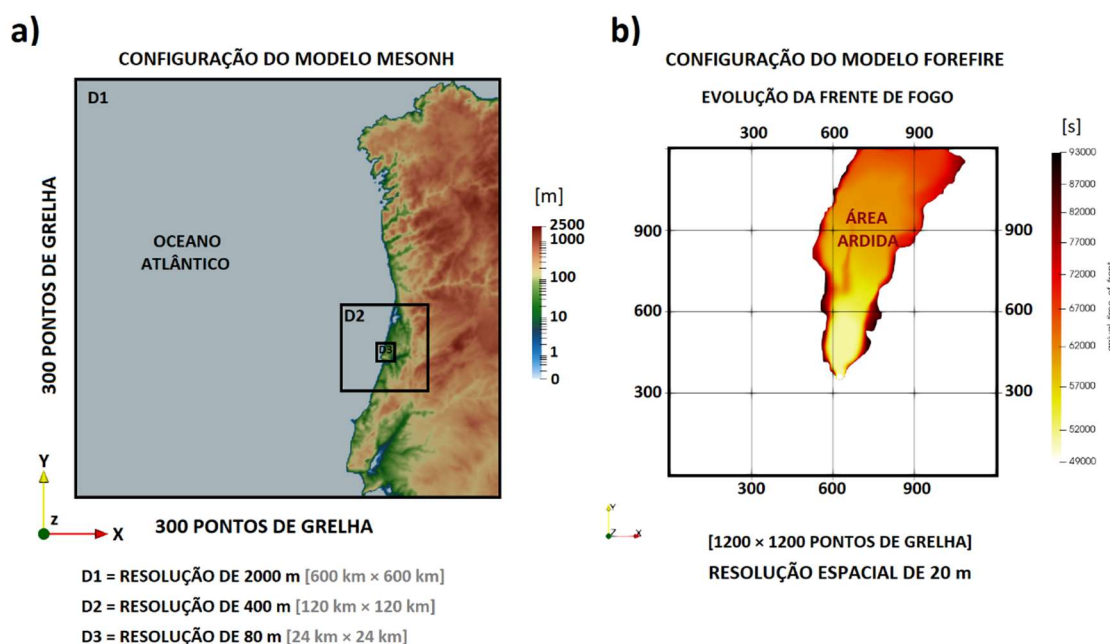 a)
CONFIGURAÇÃO DO MODELO MESONH
D1
OCEANO
ATLÂNTICO
D2
D3
300 PONTOS DE GRELHA
300 PONTOS DE GRELHA
[m]
2500
1000
100
10
1
0
Y
z
X
D1 = RESOLUÇÃO DE 2000 m [600 km × 600 km]
D2 = RESOLUÇÃO DE 400 m [120 km × 120 km]
D3 = RESOLUÇÃO DE 80 m [24 km × 24 km]
b)
CONFIGURAÇÃO DO MODELO FOREFIRE
EVOLUÇÃO DA FRENTE DE FOGO
300 600 900
[s]
ÁREA
ARDIDA
900
600
300
900
600
300
300 600 900
93000
87000
82000
77000
72000
67000
62000
57000
52000
49000
Y
Z
X
[1200 × 1200 PONTOS DE GRELHA]
RESOLUÇÃO ESPACIAL DE 20 m